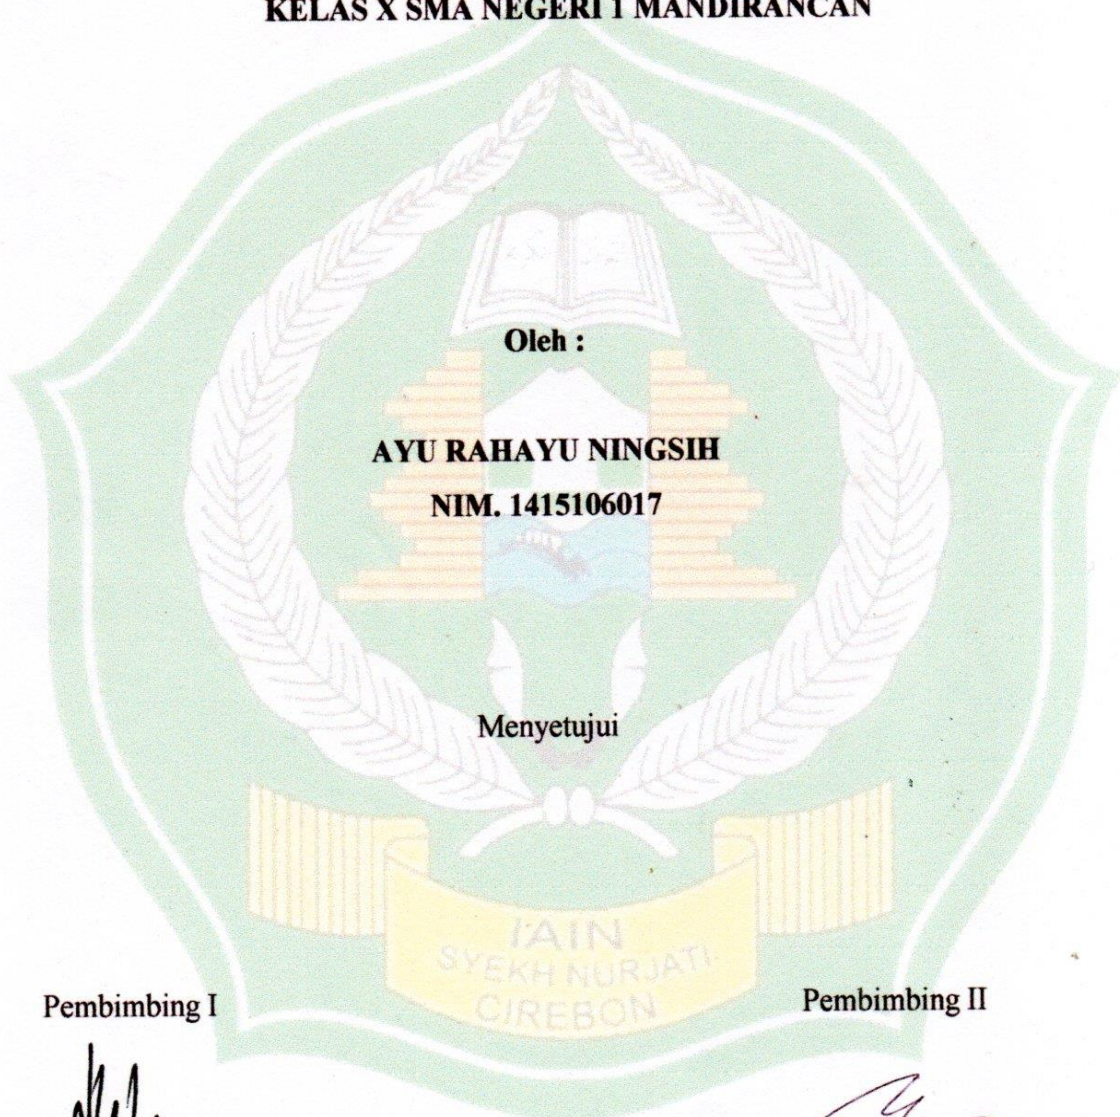 KELAS X SMA NEGERI 1 MANDIRANCAN
Oleh :
AYU RAHAYU NINGSIH
NIM. 1415106017
Menyetujui
IAIN
SYEKH NURJATI
CIREBON
Pembimbing I
Pembimbing II